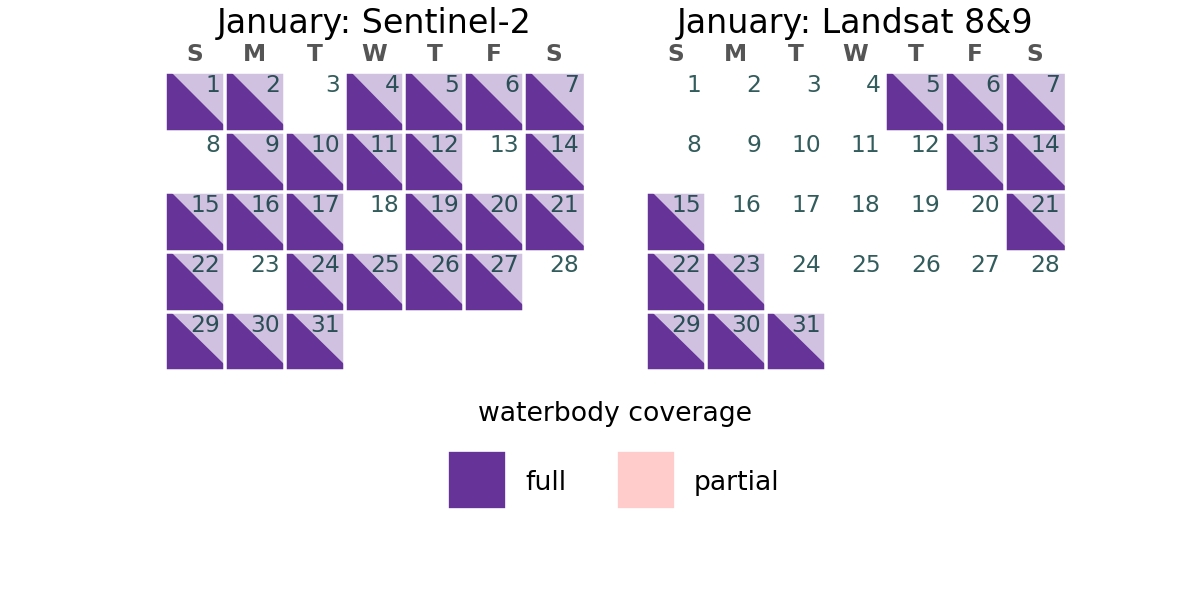 January: Sentinel-2
S M T W T F S
1 2 3 4 5 6 7
8 9 10 11 12 13 14
15 16 17 18 19 20 21
22 23 24 25 26 27 28
29 30 31
January: Landsat 8&9
S M T W T F S
1 2 3 4 5 6 7
8 9 10 11 12 13 14
15 16 17 18 19 20 21
22 23 24 25 26 27 28
29 30 31
waterbody coverage
full partial